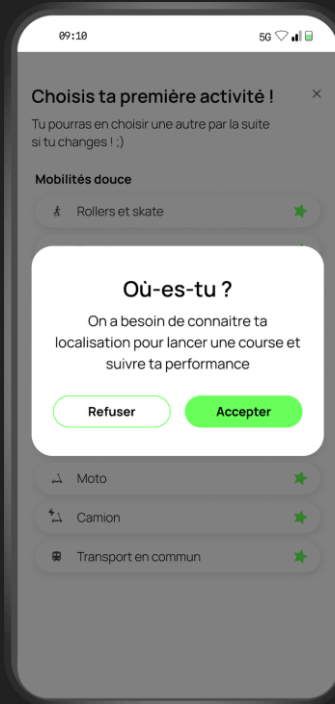 09:10
5G
Choisis ta première activité !
Tu pourras en choisir une autre par la suite
si tu changes ! ;)
Mobilités douce
Rollers et skate
Où-es-tu ?
On a besoin de connaitre ta
localisation pour lancer une course et
suivre ta performance
Refuser
Accepter
Moto
Camion
Transport en commun